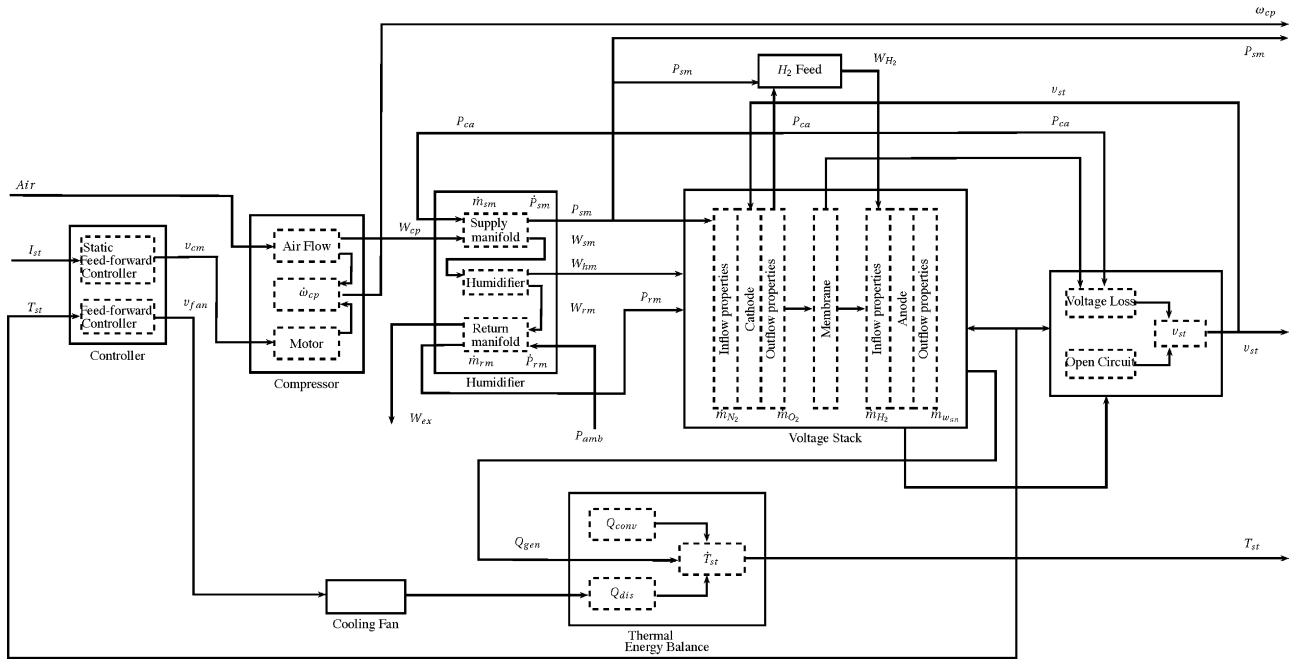 ω_cp
P_sm
H₂ Feed
W_H₂
P_sm
v_st
P_ca
P_ca
P_ca
Air
ṁ_sm
Ṗ_sm
P_sm
Supply
manifold
W_cp
W_sm
I_st
Static
Feed-forward
Controller
v_cm
Air Flow
W_hm
Humidifier
ω̇_cp
T_st
Feed-forward
Controller
v_fan
P_rm
W_rm
Return
manifold
Motor
Controller
Compressor
ṁ_rm
Ṗ_rm
Humidifier
Inflow properties
Cathode
Outflow properties
Membrane
Inflow properties
Anode
Outflow properties
Voltage Loss
v_st
Open Circuit
v_st
W_ex
P_amb
ṁ_N₂
ṁ_O₂
ṁ_H₂
ṁ_w_an
Voltage Stack
Q_conv
Q_gen
Ṫ_st
T_st
Q_dis
Cooling Fan
Thermal
Energy Balance